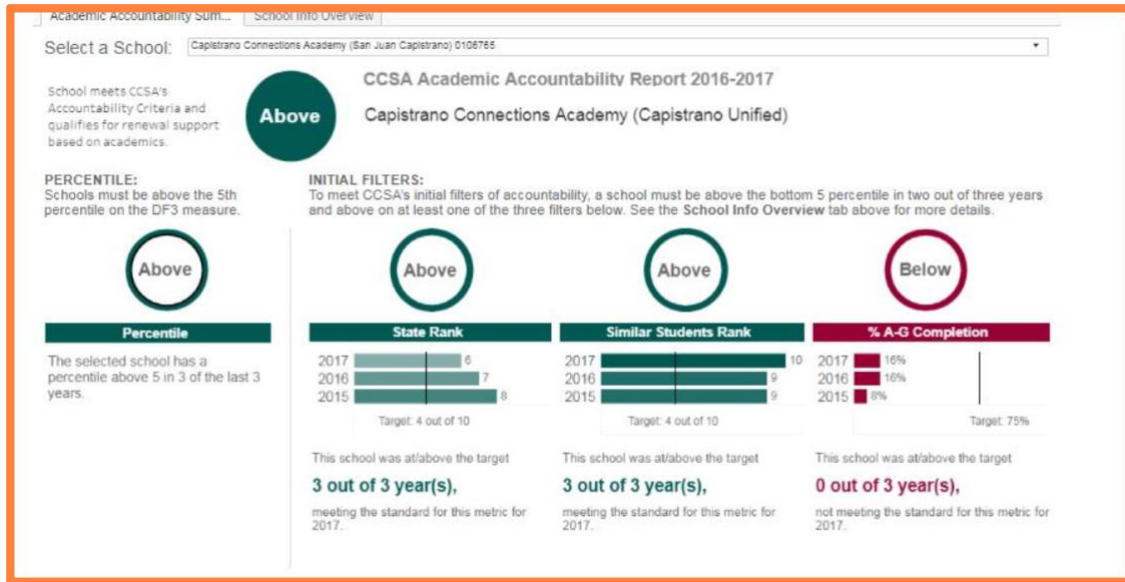 Academic Accountability Sum... School Info Overview
Select a School: Capistrano Connections Academy (San Juan Capistrano) 0106765
School meets CCSA's
Accountability Criteria and
qualifies for renewal support
based on academics.
Above
CCSA Academic Accountability Report 2016-2017
Capistrano Connections Academy (Capistrano Unified)
PERCENTILE:
Schools must be above the 5th
percentile on the DF3 measure.
INITIAL FILTERS:
To meet CCSA's initial filters of accountability, a school must be above the bottom 5 percentile in two out of three years
and above on at least one of the three filters below. See the School Info Overview tab above for more details.
Above
Percentile
The selected school has a
percentile above 5 in 3 of the last 3
years.
Above
State Rank
2017 6
2016 7
2015 8
Target: 4 out of 10
This school was at/above the target
3 out of 3 year(s),
meeting the standard for this metric for
2017.
Above
Similar Students Rank
2017 10
2016 9
2015 9
Target: 4 out of 10
This school was at/above the target
3 out of 3 year(s),
meeting the standard for this metric for
2017.
Below
% A-G Completion
2017 16%
2016 16%
2015 8%
Target: 75%
This school was at/above the target
0 out of 3 year(s),
not meeting the standard for this metric for
2017.